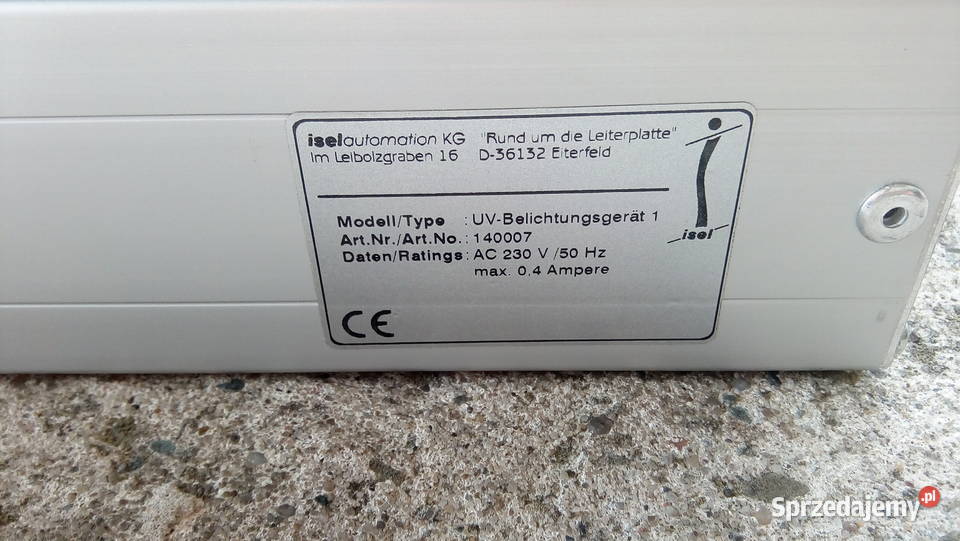 iselautomation KG "Rund um die Leiterplatte"
Im Leibolzgraben 16 D-36132 Eiterfeld
isel
Modell/Type : UV-Belichtungsgerät 1
Art.Nr./Art.No.: 140007
Daten/Ratings: AC 230 V /50 Hz
max. 0,4 Ampere
CE
Sprzedajemy.pl